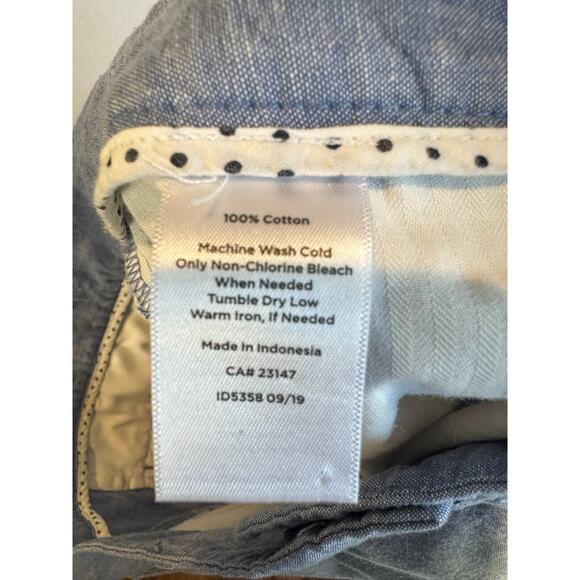 100% Cotton
Machine Wash Cold
Only Non-Chlorine Bleach
When Needed
Tumble Dry Low
Warm Iron, If Needed
Made in Indonesia
CA# 23147
ID5358 09/19